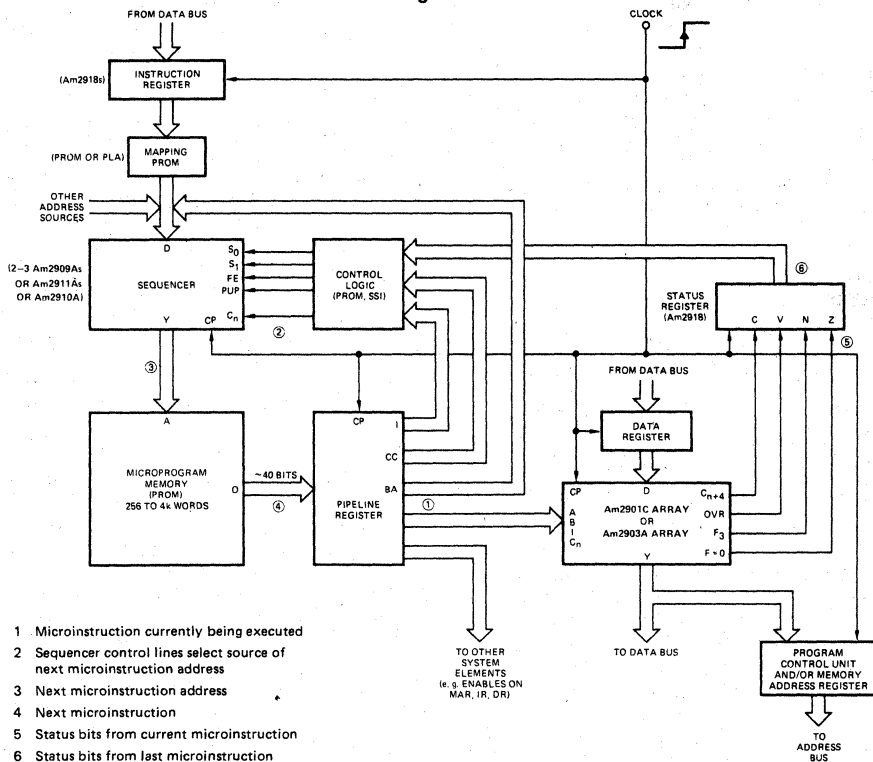 FROM DATA BUS
CLOCK
(Am2918s)
INSTRUCTION
REGISTER
(PROM OR PLA)
MAPPING
PROM
OTHER
ADDRESS
SOURCES
D
(2–3 Am2909As
OR Am2911As
OR Am2910A)
SEQUENCER
S0
S1
FE
PUP
Cn
Y
CP
CONTROL
LOGIC
(PROM, SSI)
②
⑥
STATUS
REGISTER
(Am2918)
C V N Z
⑤
③
FROM DATA BUS
DATA
REGISTER
A
MICROPROGRAM
MEMORY
(PROM)
256 TO 4k WORDS
O
~40 BITS
④
CP
I
CC
BA
PIPELINE
REGISTER
①
CP
D
A
B
I
Cn
Am2901C ARRAY
OR
Am2903A ARRAY
Cn+4
OVR
F3
F=0
Y
TO OTHER
SYSTEM
ELEMENTS
(e. g. ENABLES ON
MAR, IR, DR)
TO DATA BUS
PROGRAM
CONTROL UNIT
AND/OR MEMORY
ADDRESS REGISTER
TO
ADDRESS
BUS
1 Microinstruction currently being executed
2 Sequencer control lines select source of
next microinstruction address
3 Next microinstruction address
4 Next microinstruction
5 Status bits from current microinstruction
6 Status bits from last microinstruction